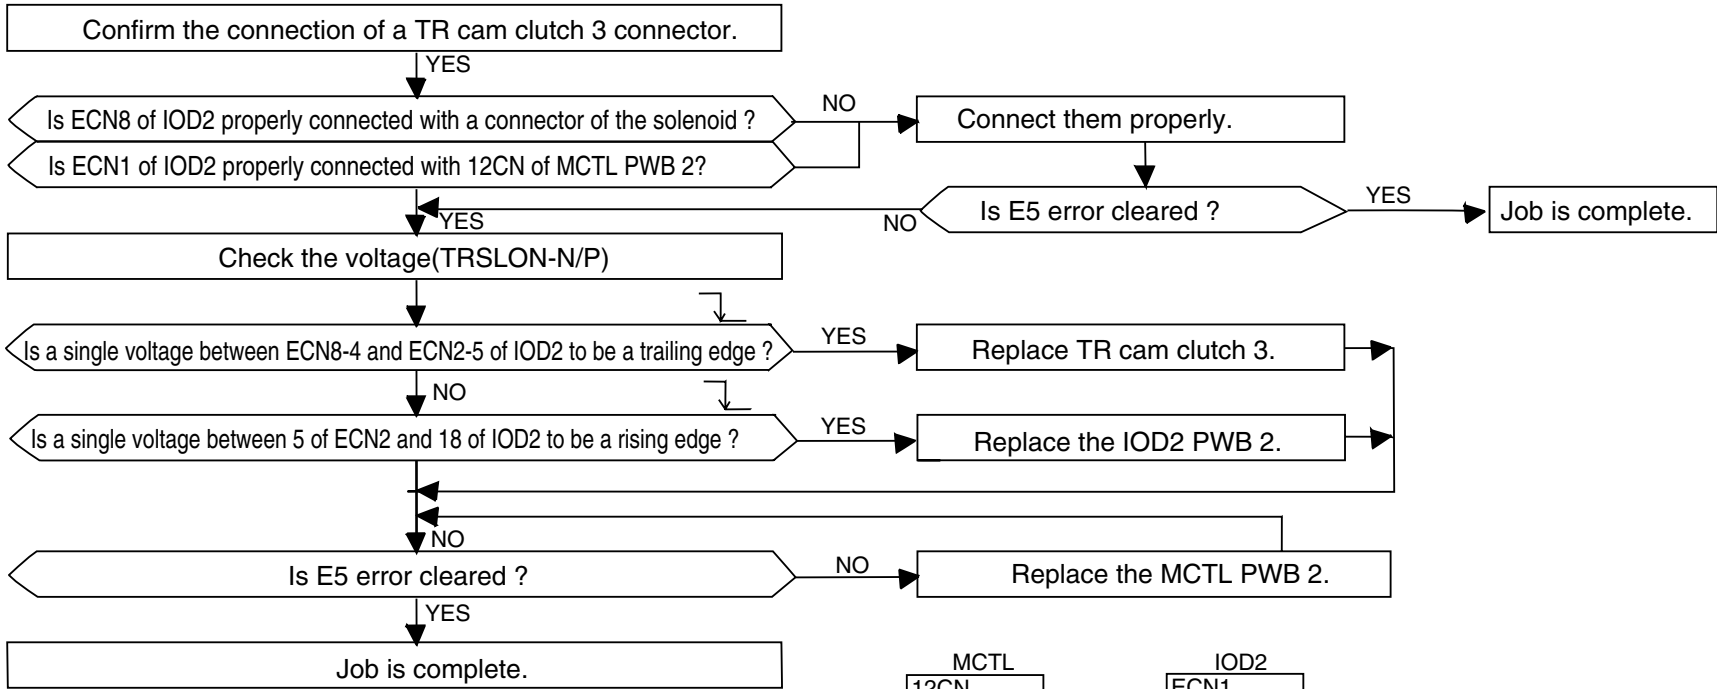 Confirm the connection of a TR cam clutch 3 connector.
YES
Is ECN8 of IOD2 properly connected with a connector of the solenoid ?
NO
Connect them properly.
Is ECN1 of IOD2 properly connected with 12CN of MCTL PWB 2?
Is E5 error cleared ?
YES
Job is complete.
NO
YES
Check the voltage(TRSLON-N/P)
Is a single voltage between ECN8-4 and ECN2-5 of IOD2 to be a trailing edge ?
YES
Replace TR cam clutch 3.
NO
Is a single voltage between 5 of ECN2 and 18 of IOD2 to be a rising edge ?
YES
Replace the IOD2 PWB 2.
NO
Is E5 error cleared ?
NO
Replace the MCTL PWB 2.
YES
Job is complete.
MCTL
IOD2
12CN
ECN1